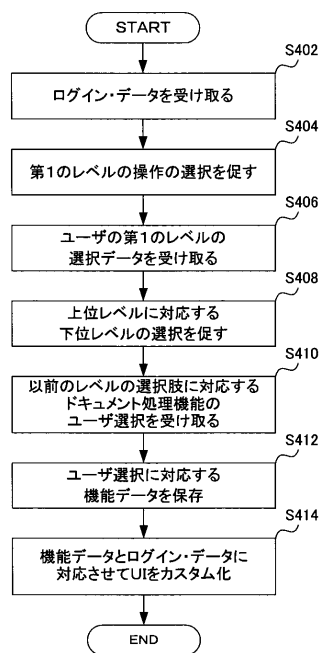 START
S402
ログイン・データを受け取る
S404
第1のレベルの操作の選択を促す
S406
ユーザの第1のレベルの
選択データを受け取る
S408
上位レベルに対応する
下位レベルの選択を促す
S410
以前のレベルの選択肢に対応する
ドキュメント処理機能の
ユーザ選択を受け取る
S412
ユーザ選択に対応する
機能データを保存
S414
機能データとログイン・データに
対応させてUIをカスタム化
END